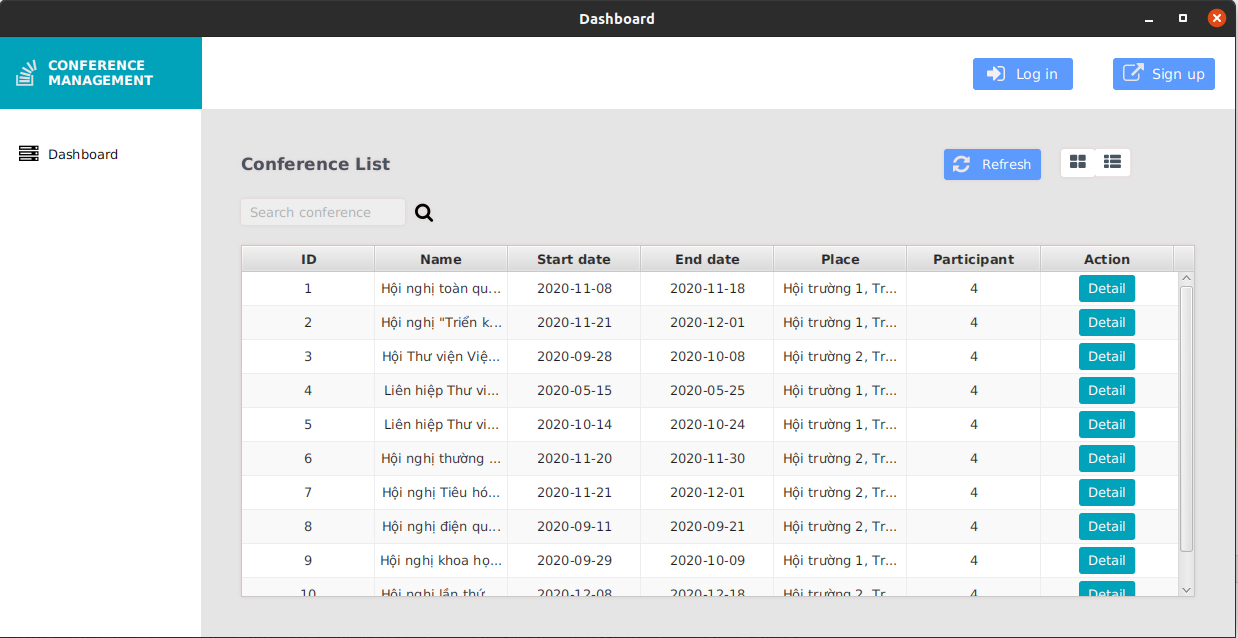 Dashboard
CONFERENCE
MANAGEMENT
Log in
Sign up
Dashboard
Conference List
Refresh
Search conference
ID Name Start date End date Place Participant Action
1 Hội nghị toàn qu... 2020-11-08 2020-11-18 Hội trường 1, Tr... 4 Detail
2 Hội nghị "Triển k... 2020-11-21 2020-12-01 Hội trường 1, Tr... 4 Detail
3 Hội Thư viện Việ... 2020-09-28 2020-10-08 Hội trường 2, Tr... 4 Detail
4 Liên hiệp Thư vi... 2020-05-15 2020-05-25 Hội trường 1, Tr... 4 Detail
5 Liên hiệp Thư vi... 2020-10-14 2020-10-24 Hội trường 1, Tr... 4 Detail
6 Hội nghị thường ... 2020-11-20 2020-11-30 Hội trường 2, Tr... 4 Detail
7 Hội nghị Tiêu hó... 2020-11-21 2020-12-01 Hội trường 2, Tr... 4 Detail
8 Hội nghị điện qu... 2020-09-11 2020-09-21 Hội trường 2, Tr... 4 Detail
9 Hội nghị khoa họ... 2020-09-29 2020-10-09 Hội trường 1, Tr... 4 Detail
10 Hội nghị lần thứ ... 2020-12-08 2020-12-18 Hội trường 2, Tr... 4 Detail